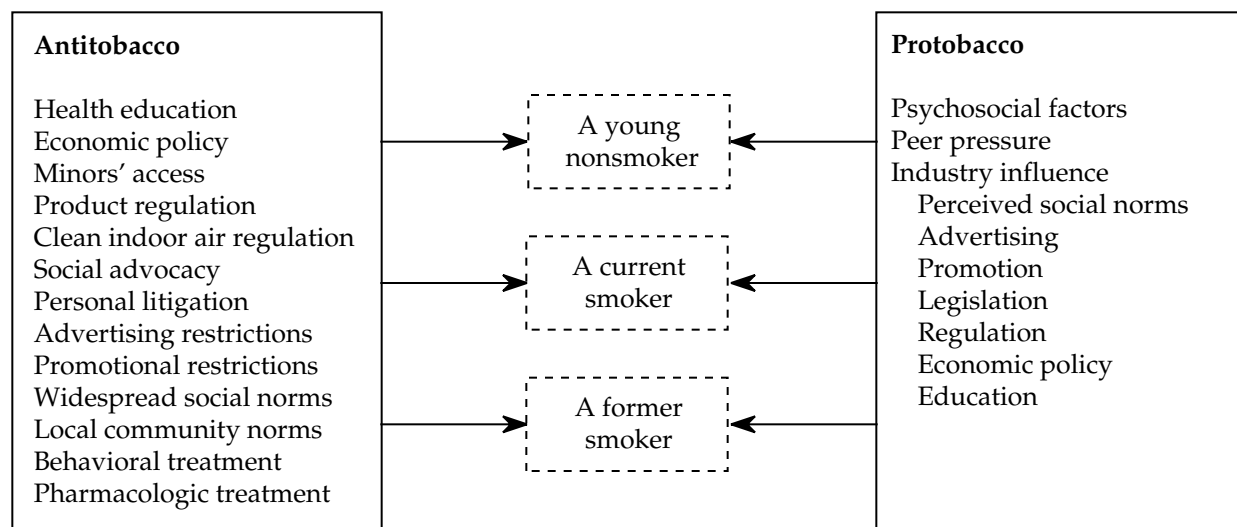 Antitobacco
Health education
Economic policy
Minors’ access
Product regulation
Clean indoor air regulation
Social advocacy
Personal litigation
Advertising restrictions
Promotional restrictions
Widespread social norms
Local community norms
Behavioral treatment
Pharmacologic treatment
A young
nonsmoker
A current
smoker
A former
smoker
Protobacco
Psychosocial factors
Peer pressure
Industry influence
Perceived social norms
Advertising
Promotion
Legislation
Regulation
Economic policy
Education